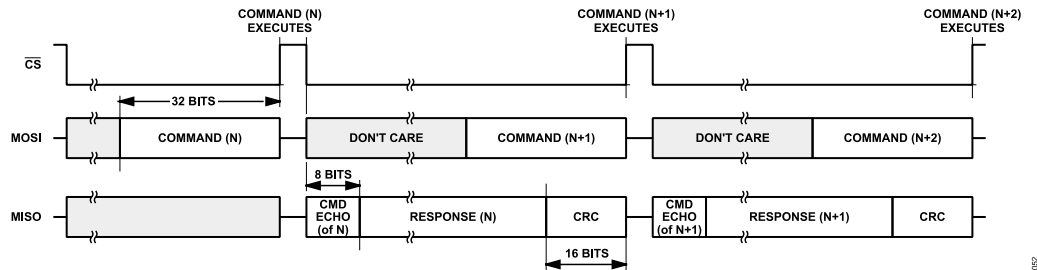 COMMAND (N)
EXECUTES
COMMAND (N+1)
EXECUTES
COMMAND (N+2)
EXECUTES
CS
32 BITS
MOSI
COMMAND (N)
DON'T CARE
COMMAND (N+1)
DON'T CARE
COMMAND (N+2)
8 BITS
MISO
CMD
ECHO
(of N)
RESPONSE (N)
CRC
CMD
ECHO
(of N+1)
RESPONSE (N+1)
CRC
16 BITS
052